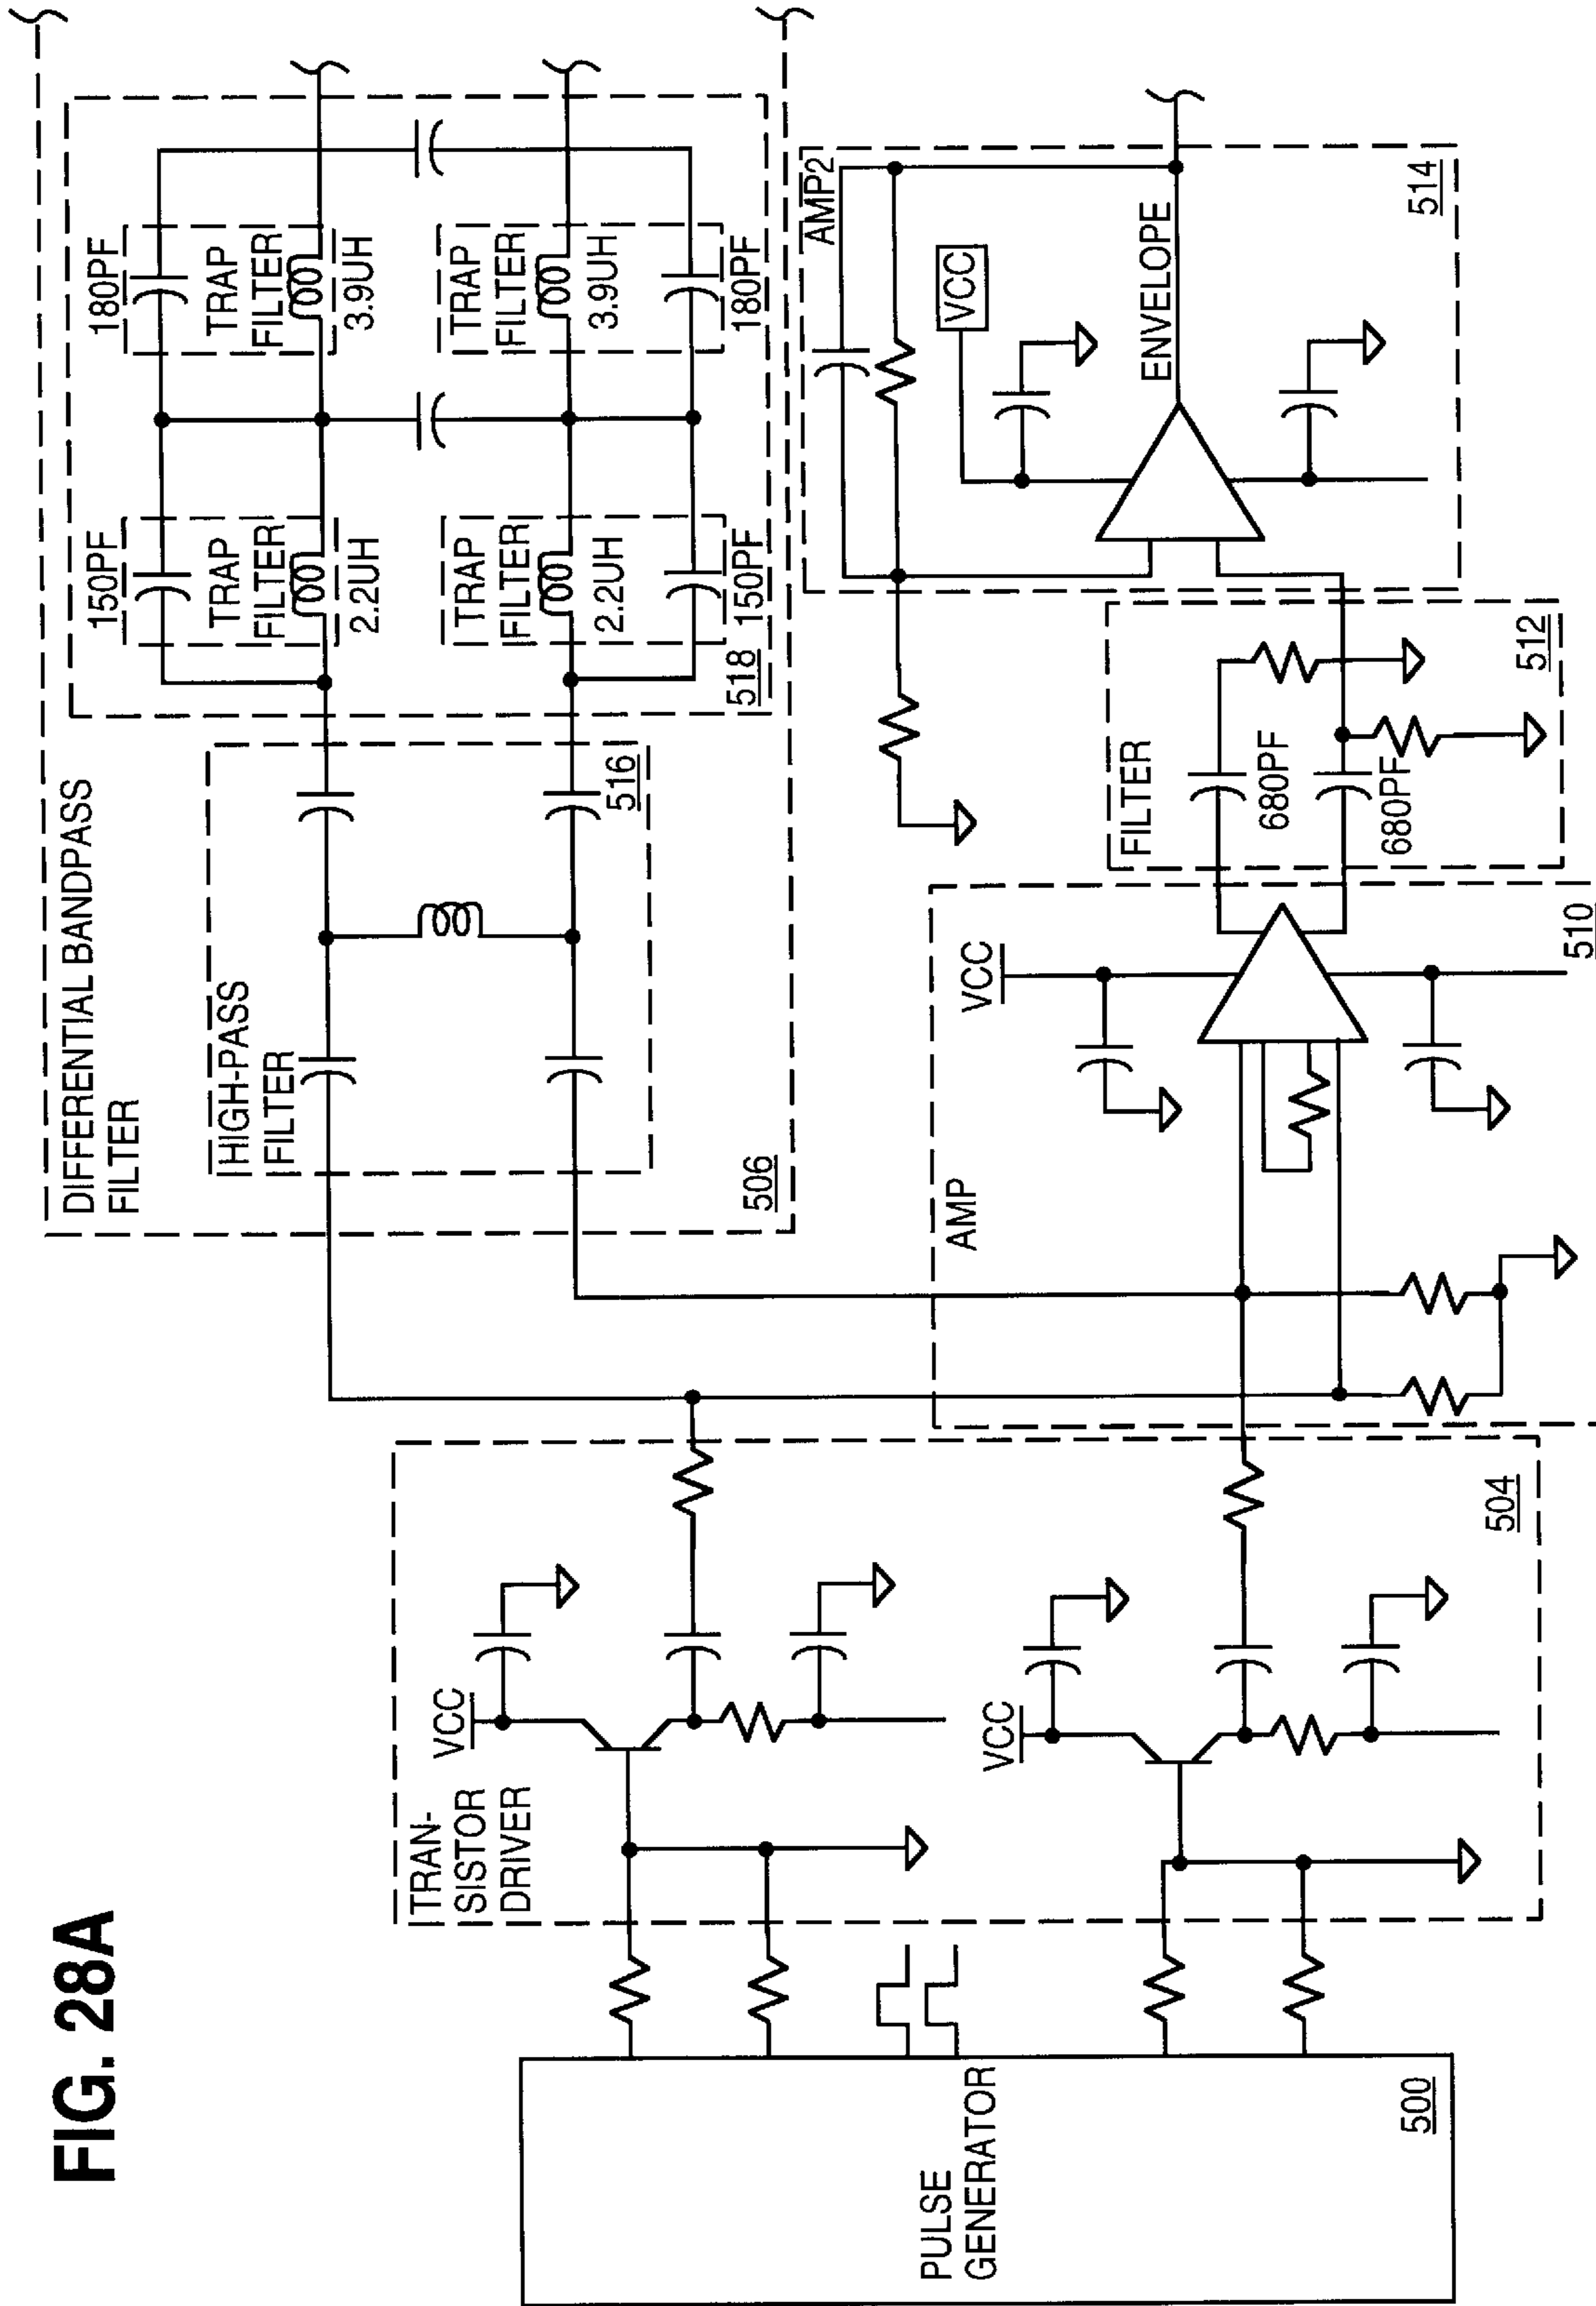 FIG. 28A
DIFFERENTIAL BANDPASS
FILTER
HIGH-PASS
FILTER
506
516
518
150PF
TRAP
FILTER
2.2UH
180PF
TRAP
FILTER
3.9UH
TRAP
FILTER
2.2UH
150PF
TRAP
FILTER
3.9UH
180PF
TRAN-
SISTOR
DRIVER
VCC
VCC
504
PULSE
GENERATOR
500
AMP
VCC
510
FILTER
680PF
680PF
512
AMP2
VCC
ENVELOPE
514